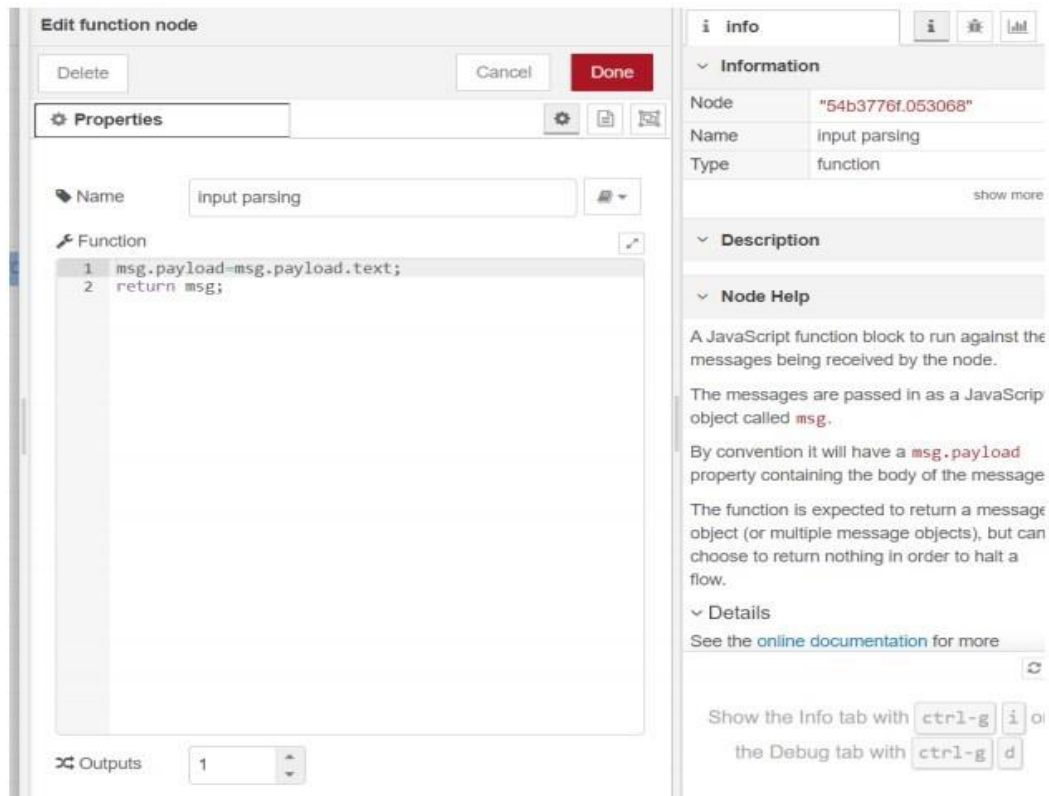 Edit function node
Delete
Cancel
Done
Properties
Name
input parsing
Function
1 msg.payload=msg.payload.text;
2 return msg;
Outputs
1
i info
i
Information
Node "54b3776f.053068"
Name input parsing
Type function
show more
Description
Node Help
A JavaScript function block to run against the
messages being received by the node.
The messages are passed in as a JavaScrip
object called msg.
By convention it will have a msg.payload
property containing the body of the message
The function is expected to return a message
object (or multiple message objects), but can
choose to return nothing in order to halt a
flow.
Details
See the online documentation for more
Show the Info tab with ctrl-g i or
the Debug tab with ctrl-g d